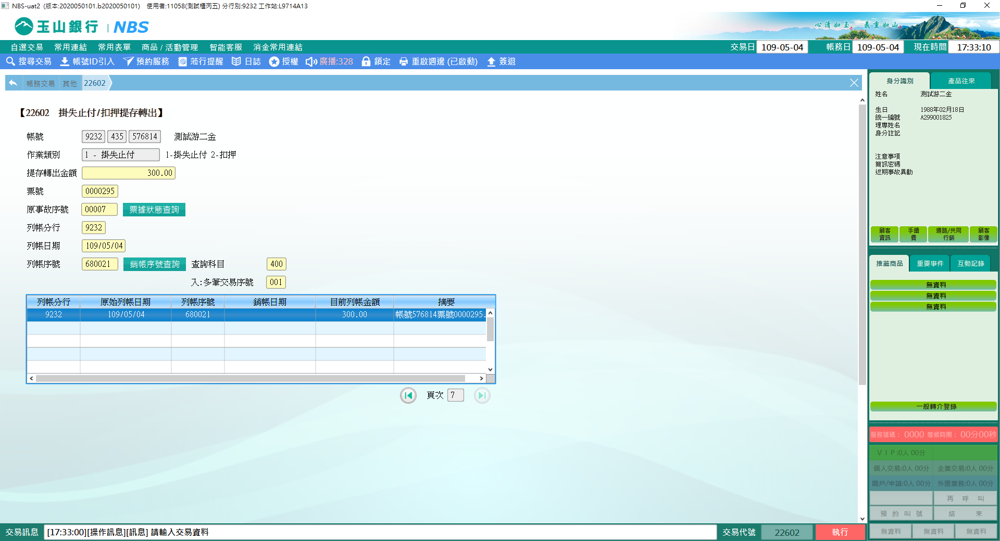 NBS-uat2 (版本:2020050101.b2020050101) 使用者:11058(測試櫃丙五) 分行別:9232 工作站:L9714A13
玉山銀行 | NBS
心清如玉 義重如山
自選交易 常用連結 常用表單 商品 / 活動管理 智能客服 消金常用連結 交易日 109-05-04 帳務日 109-05-04 現在時間 17:33:10
搜尋交易 帳號ID引入 預約服務 蒞行提醒 日誌 授權 廣播:328 鎖定 重啟週邊 (已啟動) 簽退
帳務交易 其他 22602
【22602 掛失止付/扣押提存轉出】
帳號 9232 435 576814 測試游二金
作業類別 1 - 掛失止付 1-掛失止付 2-扣押
提存轉出金額 300.00
票號 0000295
原事故序號 00007 票據狀態查詢
列帳分行 9232
列帳日期 109/05/04
列帳序號 680021 銷帳序號查詢 查詢科目 400
入:多筆交易序號 001
列帳分行 原始列帳日期 列帳序號 銷帳日期 目前列帳金額 摘要
9232 109/05/04 680021 300.00 帳號576814票號0000295.
頁次 7
身分識別 產品往來
姓名 測試游二金
生日 1988年02月18日
統一編號 A299001825
理專姓名
身分註記
注意事項
簡訊密碼
近期事故異動
顧客資訊 手續費 通路/共同行銷 顧客影像
推薦商品 重要事件 互動記錄
無資料
無資料
無資料
一般轉介登錄
服務號碼: 0000 等候時間: 00分00秒
VIP:0人 00分
個人交易:0人 00分 企業交易:0人 00分
開戶/申請:0人 00分 外匯業務:0人 00分
再 呼 叫
預 約 叫 號 結 束
無資料 無資料 無資料
交易訊息 [17:33:00][操作訊息][訊息] 請輸入交易資料 交易代號 22602 執行